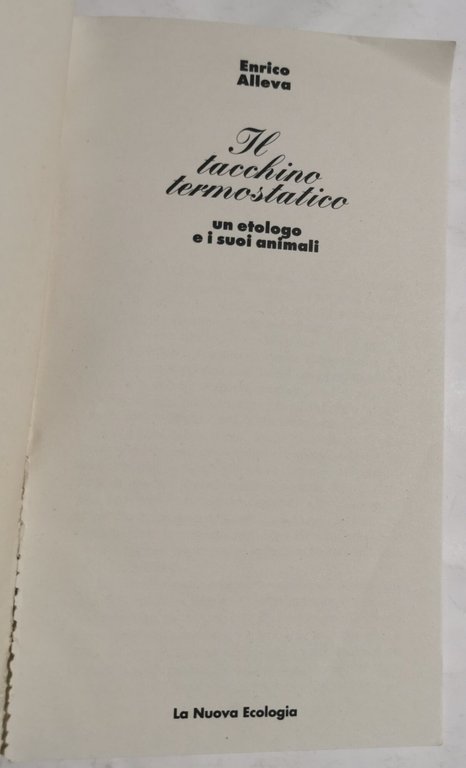 Enrico
Alleva
Il
tacchino
termostatico
un etologo
e i suoi animali
La Nuova Ecologia